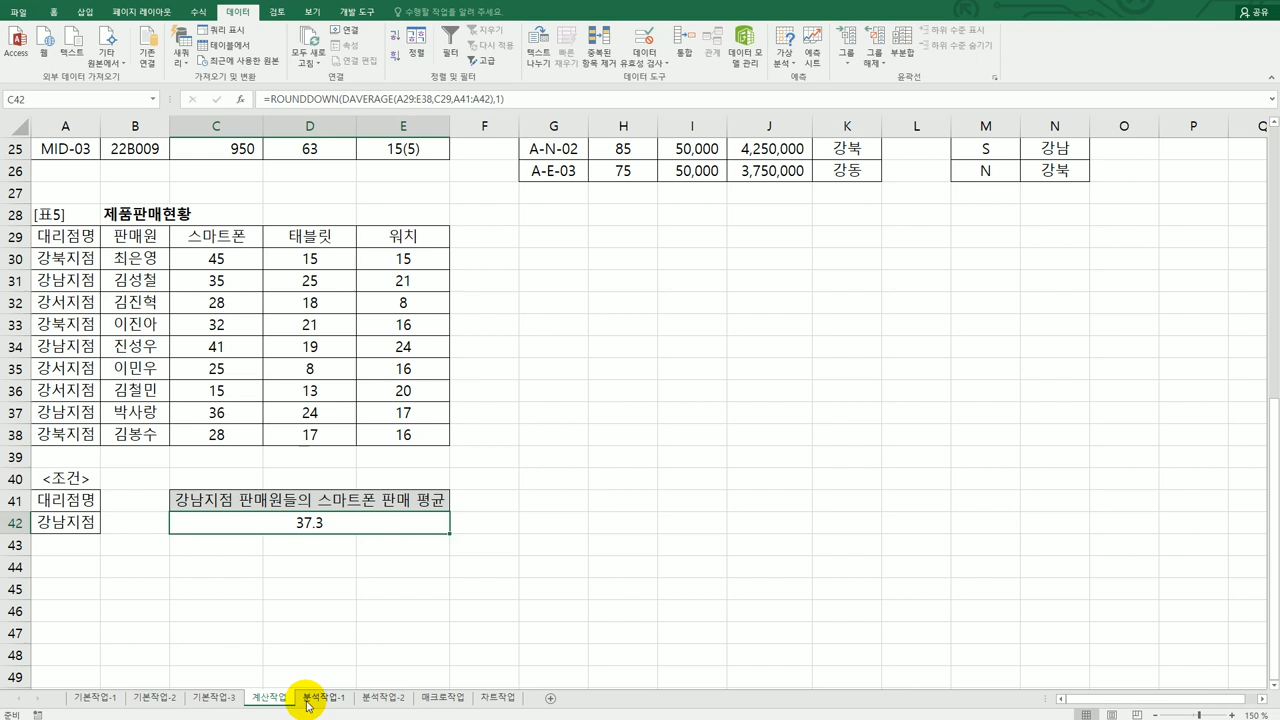 파일 홈 삽입 페이지 레이아웃 수식 데이터 검토 보기 개발 도구 수행할 작업을 알려 주세요. 공유
Access 웹 텍스트 기타 원본에서 기존 연결 새 쿼리 쿼리 표시 테이블에서 최근에 사용한 원본 모두 새로 고침 연결 속성 연결 편집 정렬 필터 지우기 다시 적용 고급 텍스트 나누기 빠른 채우기 중복된 항목 제거 데이터 유효성 검사 통합 관계 데이터 모델 관리 가상 분석 예측 시트 그룹 그룹 해제 부분합 하위 수준 표시 하위 수준 숨기기
외부 데이터 가져오기 가져오기 및 변환 연결 정렬 및 필터 데이터 도구 예측 윤곽선
C42 =ROUNDDOWN(DAVERAGE(A29:E38,C29,A41:A42),1)
A B C D E F G H I J K L M N O P Q
25 MID-03 22B009 950 63 15(5) A-N-02 85 50,000 4,250,000 강북 S 강남
26 A-E-03 75 50,000 3,750,000 강동 N 강북
27
28 [표5] 제품판매현황
29 대리점명 판매원 스마트폰 태블릿 워치
30 강북지점 최은영 45 15 15
31 강남지점 김성철 35 25 21
32 강서지점 김진혁 28 18 8
33 강북지점 이진아 32 21 16
34 강남지점 진성우 41 19 24
35 강서지점 이민우 25 8 16
36 강서지점 김철민 15 13 20
37 강남지점 박사랑 36 24 17
38 강북지점 김봉수 28 17 16
39
40 <조건>
41 대리점명 강남지점 판매원들의 스마트폰 판매 평균
42 강남지점 37.3
43
44
45
46
47
48
49
기본작업-1 기본작업-2 기본작업-3 계산작업 분석작업-1 분석작업-2 매크로작업 차트작업
준비 150 %